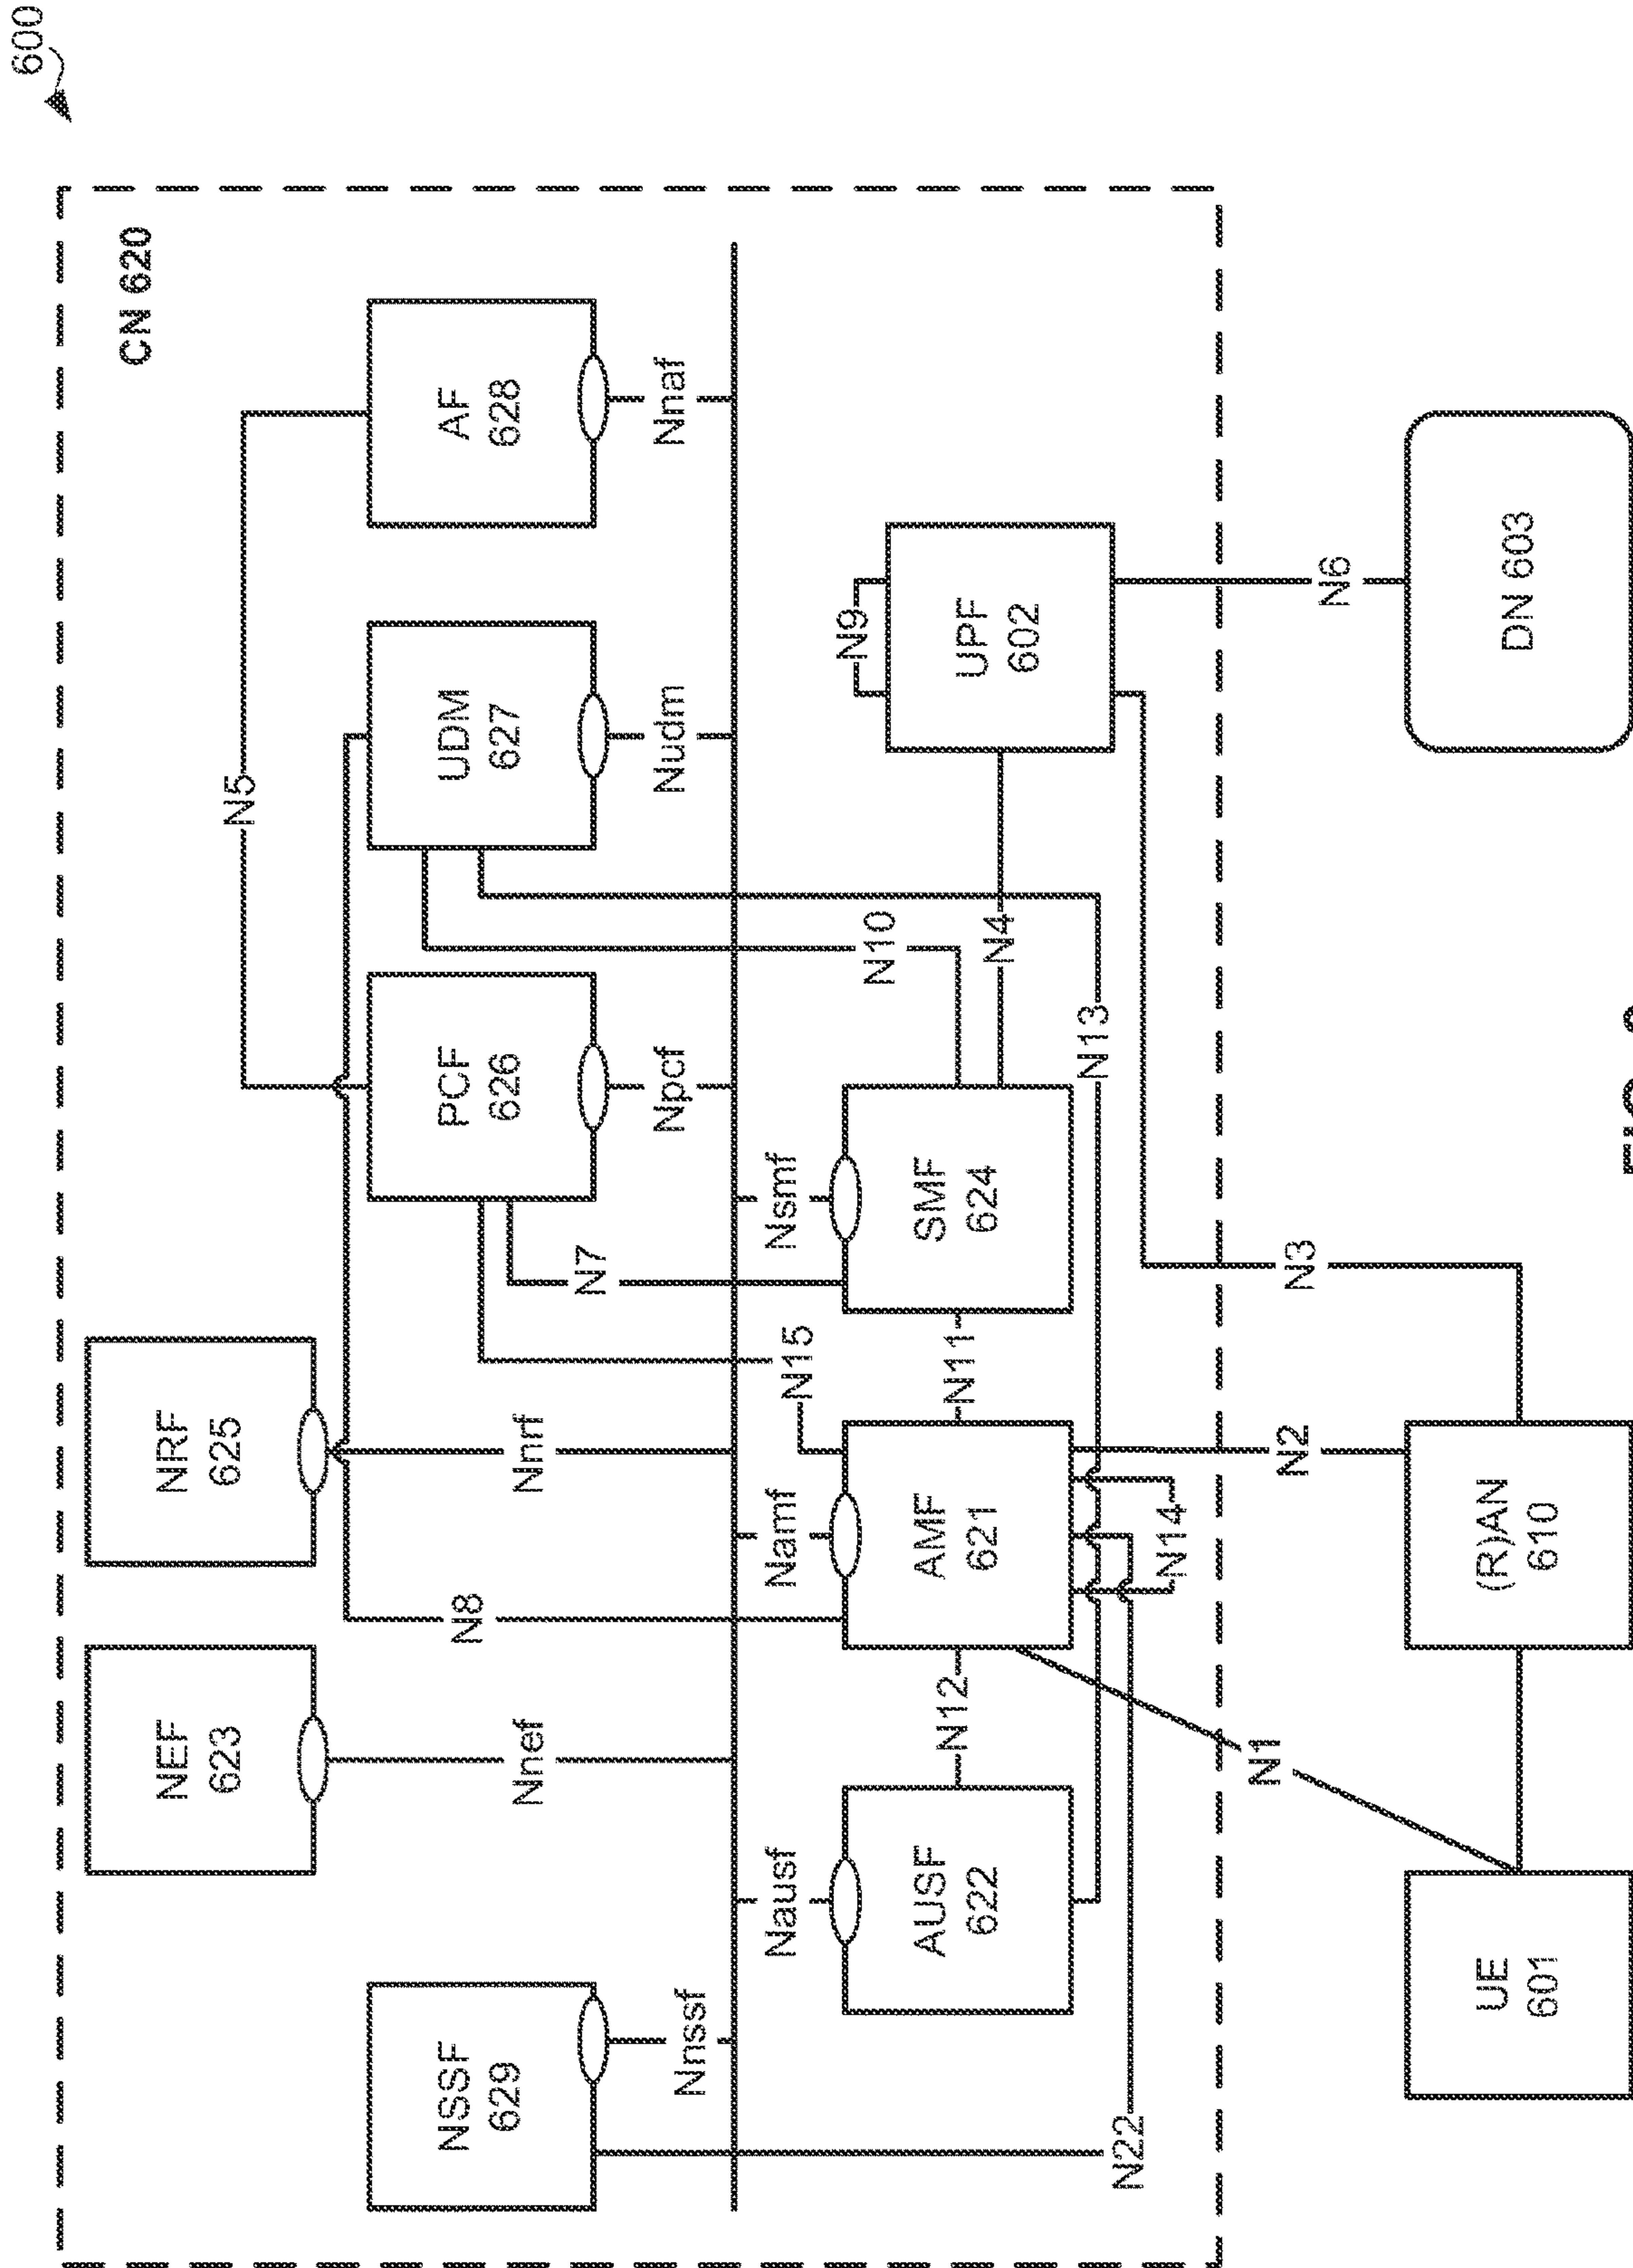 600
CN 620
NEF
623
NRF
625
N5
NSSF
629
PCF
626
UDM
627
AF
628
N8
Nnef
Nnrf
N7
Nnssf
Npcf
Nudm
Nnaf
Nausf
Namf
N15
Nsmf
N10
N9
AUSF
622
N12
AMF
621
N11
SMF
624
N4
UPF
602
N13
N22
N14
N1
N2
N3
N6
UE
601
(R)AN
610
DN 603